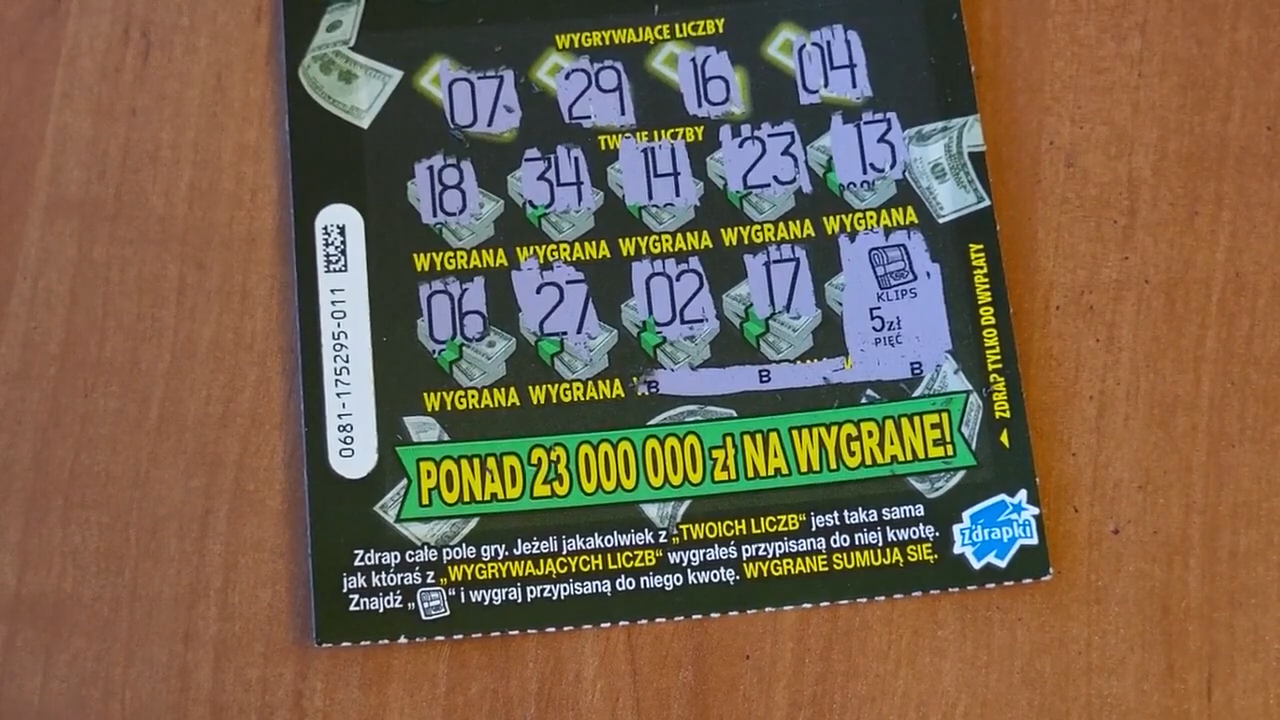 WYGRYWAJĄCE LICZBY
07 29 16 04
TWOJE LICZBY
18 34 14 23 13
WYGRANA WYGRANA WYGRANA WYGRANA WYGRANA
06 27 02 17
KLIPS
5zł
PIĘĆ
WYGRANA WYGRANA
B B B
PONAD 23 000 000 zł NA WYGRANE!
Zdrap całe pole gry. Jeżeli jakakolwiek z „TWOICH LICZB“ jest taka sama
jak któraś z „WYGRYWAJĄCYCH LICZB“ wygrałeś przypisaną do niej kwotę.
Znajdź „ “ i wygraj przypisaną do niego kwotę. WYGRANE SUMUJĄ SIĘ.
Zdrapki
0681-175295-011
ZDRAP TYLKO DO WYPŁATY